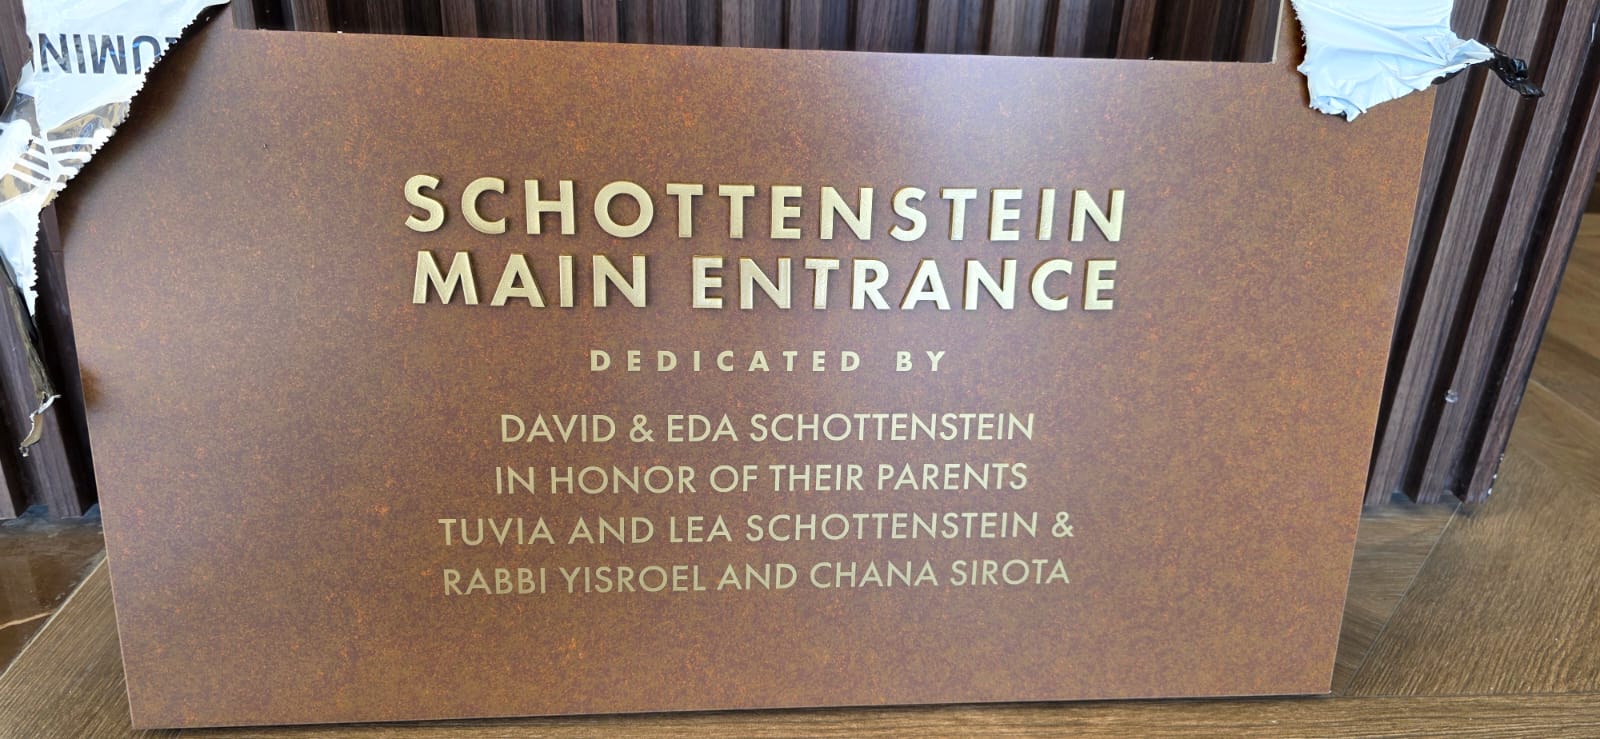 SCHOTTENSTEIN
MAIN ENTRANCE
DEDICATED BY
DAVID & EDA SCHOTTENSTEIN
IN HONOR OF THEIR PARENTS
TUVIA AND LEA SCHOTTENSTEIN &
RABBI YISROEL AND CHANA SIROTA